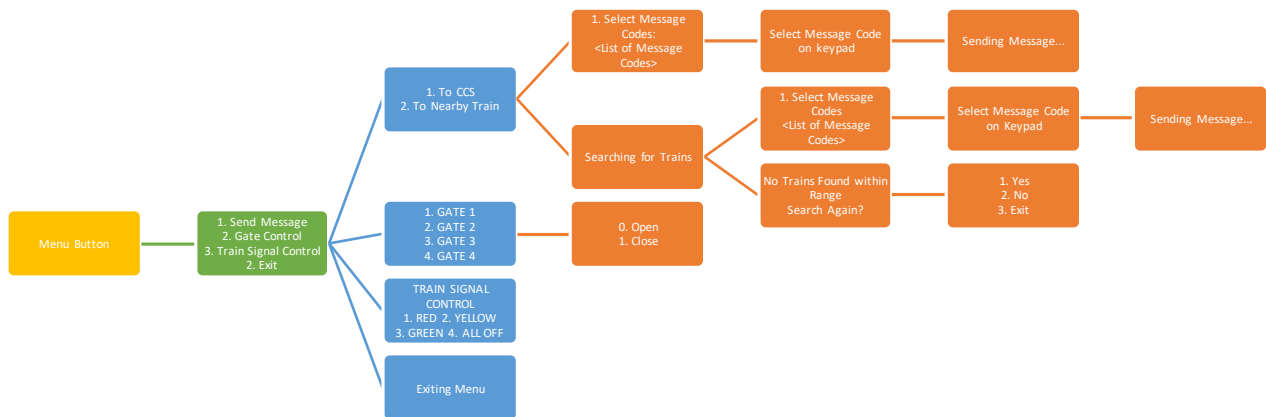 Menu Button
1. Send Message
2. Gate Control
3. Train Signal Control
2. Exit
1. To CCS
2. To Nearby Train
1. Select Message
Codes:
<List of Message
Codes>
Select Message Code
on keypad
Sending Message...
Searching for Trains
1. Select Message
Codes
<List of Message
Codes>
Select Message Code
on Keypad
Sending Message...
No Trains Found within
Range
Search Again?
1. Yes
2. No
3. Exit
1. GATE 1
2. GATE 2
3. GATE 3
4. GATE 4
0. Open
1. Close
TRAIN SIGNAL
CONTROL
1. RED 2. YELLOW
3. GREEN 4. ALL OFF
Exiting Menu